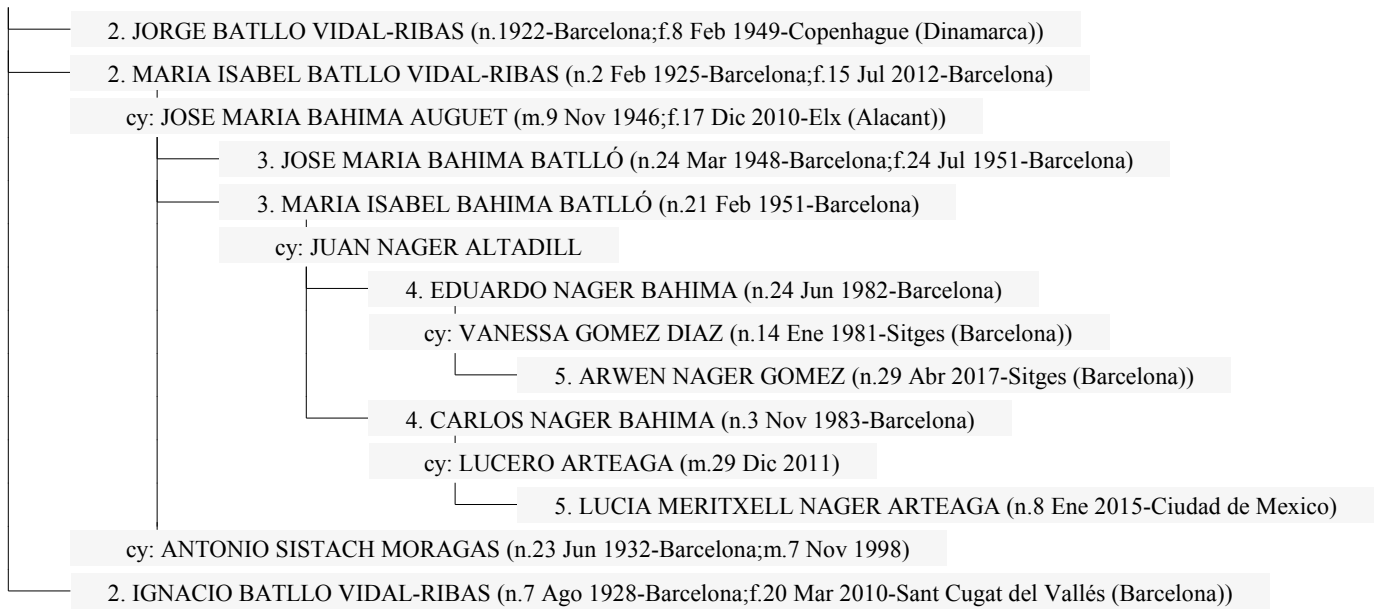 2. JORGE BATLLO VIDAL-RIBAS (n.1922-Barcelona;f.8 Feb 1949-Copenhague (Dinamarca))
2. MARIA ISABEL BATLLO VIDAL-RIBAS (n.2 Feb 1925-Barcelona;f.15 Jul 2012-Barcelona)
cy: JOSE MARIA BAHIMA AUGUET (m.9 Nov 1946;f.17 Dic 2010-Elx (Alacant))
3. JOSE MARIA BAHIMA BATLLÓ (n.24 Mar 1948-Barcelona;f.24 Jul 1951-Barcelona)
3. MARIA ISABEL BAHIMA BATLLÓ (n.21 Feb 1951-Barcelona)
cy: JUAN NAGER ALTADILL
4. EDUARDO NAGER BAHIMA (n.24 Jun 1982-Barcelona)
cy: VANESSA GOMEZ DIAZ (n.14 Ene 1981-Sitges (Barcelona))
5. ARWEN NAGER GOMEZ (n.29 Abr 2017-Sitges (Barcelona))
4. CARLOS NAGER BAHIMA (n.3 Nov 1983-Barcelona)
cy: LUCERO ARTEAGA (m.29 Dic 2011)
5. LUCIA MERITXELL NAGER ARTEAGA (n.8 Ene 2015-Ciudad de Mexico)
cy: ANTONIO SISTACH MORAGAS (n.23 Jun 1932-Barcelona;m.7 Nov 1998)
2. IGNACIO BATLLO VIDAL-RIBAS (n.7 Ago 1928-Barcelona;f.20 Mar 2010-Sant Cugat del Vallés (Barcelona))